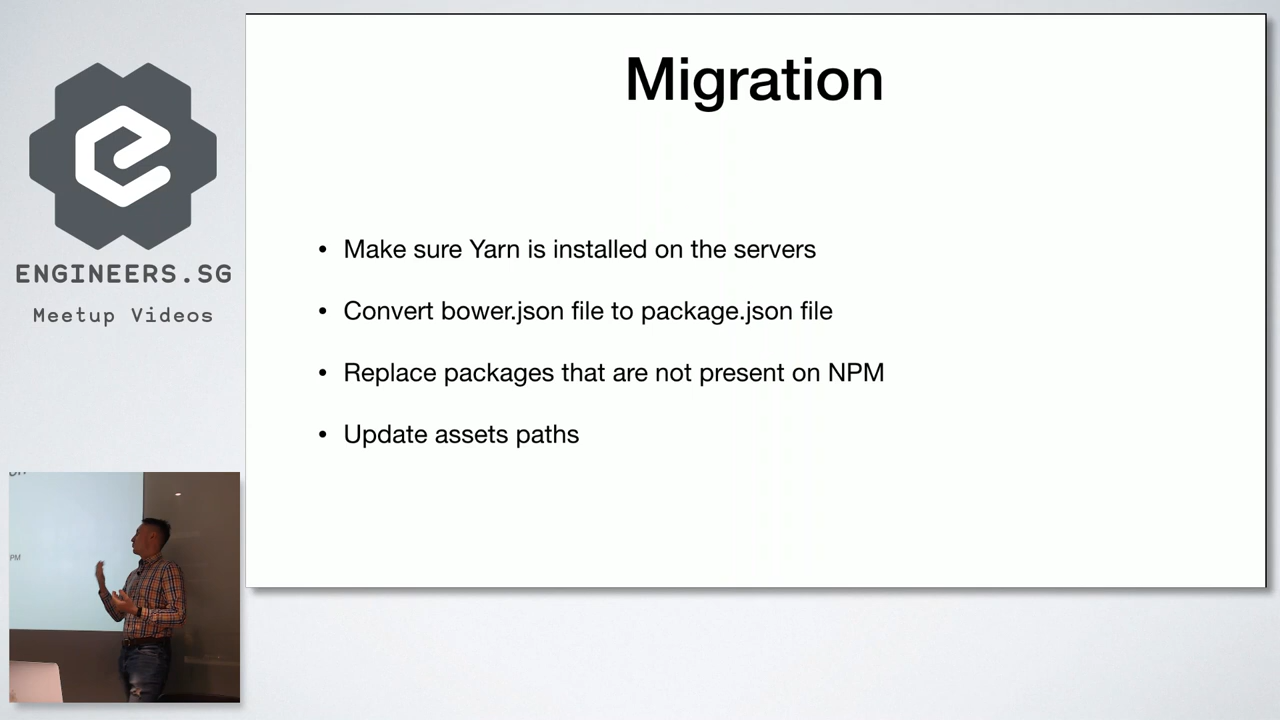 Migration
ENGINEERS.SG
Meetup Videos
• Make sure Yarn is installed on the servers
• Convert bower.json file to package.json file
• Replace packages that are not present on NPM
• Update assets paths
PM